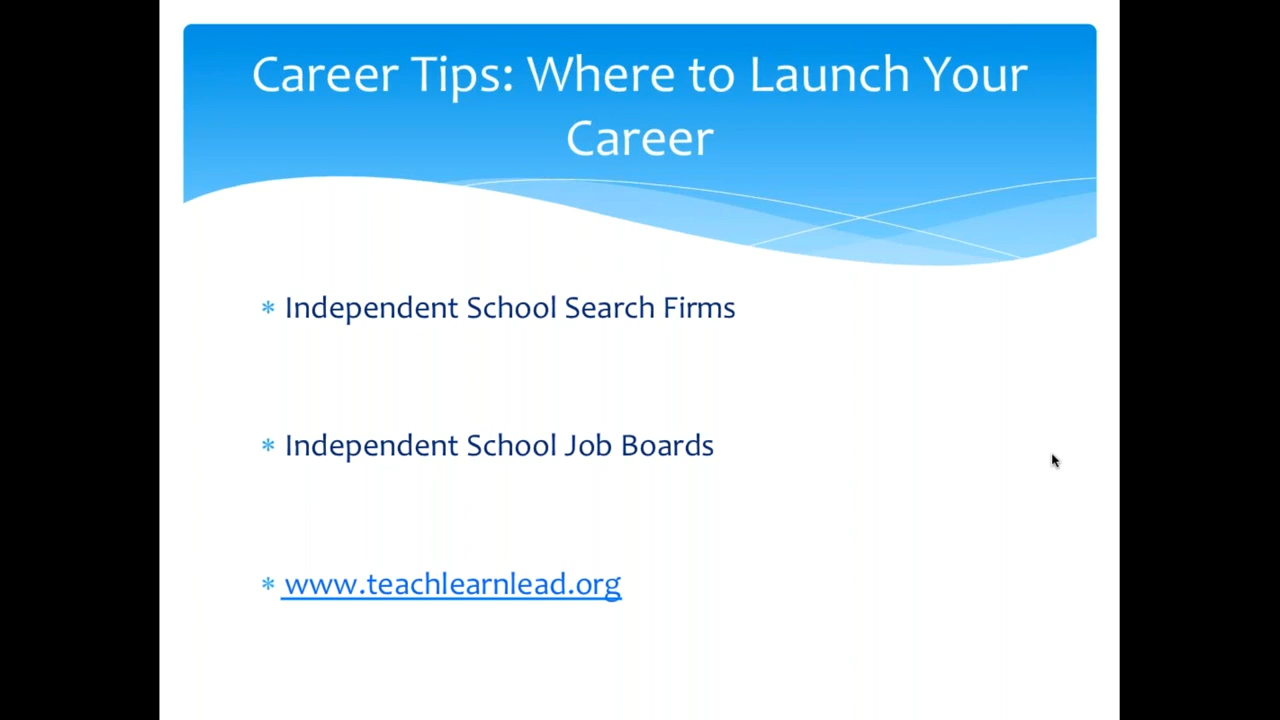 Career Tips: Where to Launch Your
Career
* Independent School Search Firms
* Independent School Job Boards
* www.teachlearnlead.org